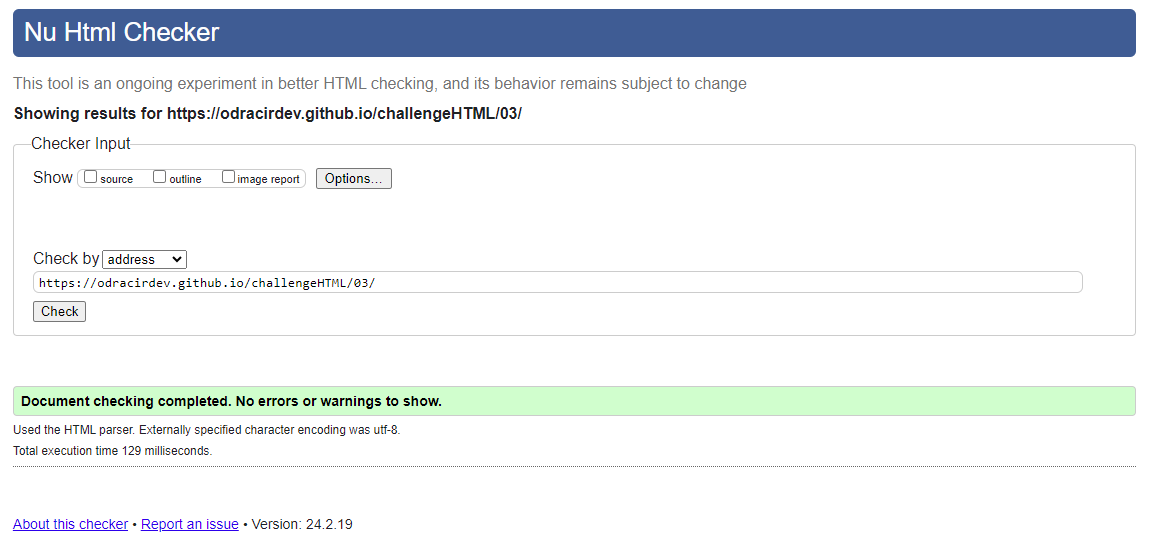 Nu Html Checker
This tool is an ongoing experiment in better HTML checking, and its behavior remains subject to change
Showing results for https://odracirdev.github.io/challengeHTML/03/
Checker Input
Show source outline image report Options...
Check by address
https://odracirdev.github.io/challengeHTML/03/
Check
Document checking completed. No errors or warnings to show.
Used the HTML parser. Externally specified character encoding was utf-8.
Total execution time 129 milliseconds.
About this checker • Report an issue • Version: 24.2.19